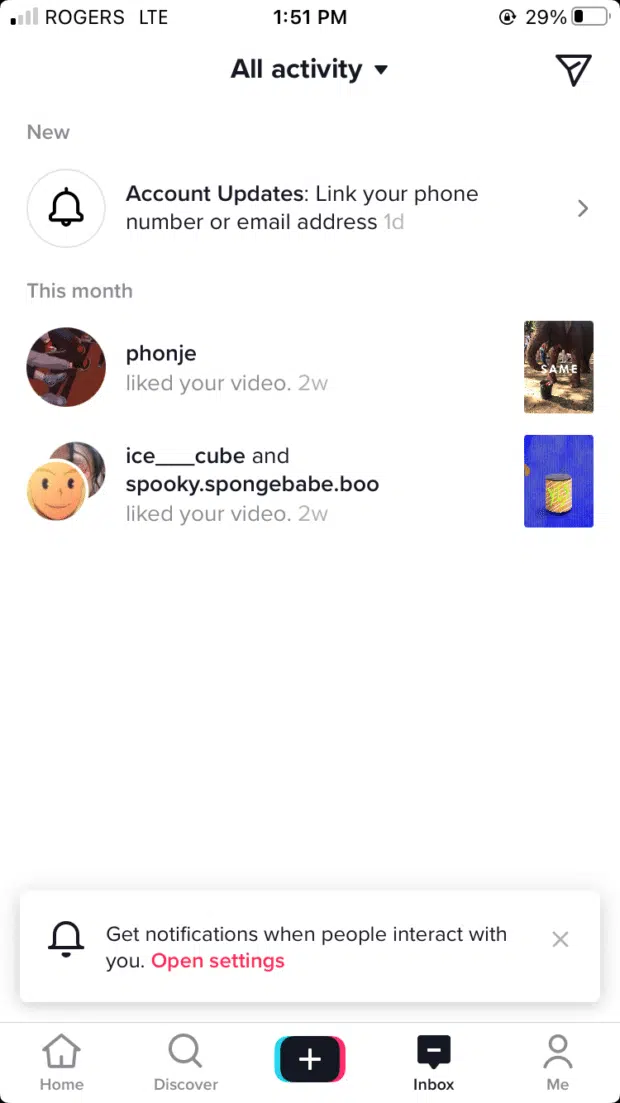 ROGERS LTE 1:51 PM 29%
All activity
New
Account Updates: Link your phone
number or email address 1d
This month
phonje
liked your video. 2w
SAME
ice___cube and
spooky.spongebabe.boo
liked your video. 2w
Get notifications when people interact with
you. Open settings
Home Discover Inbox Me